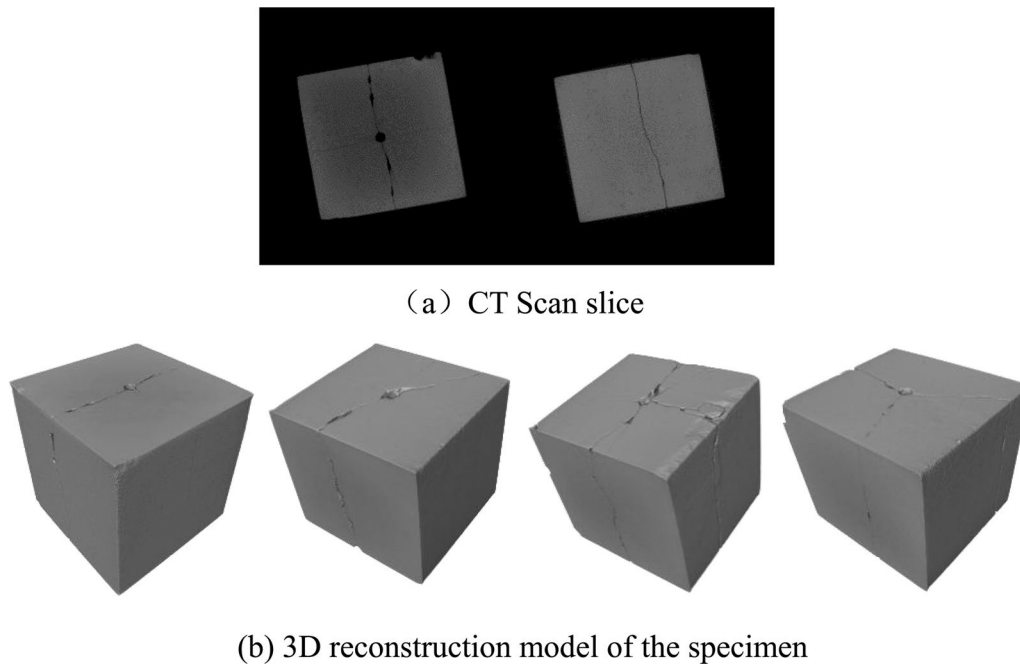 （a）CT Scan slice
(b) 3D reconstruction model of the specimen